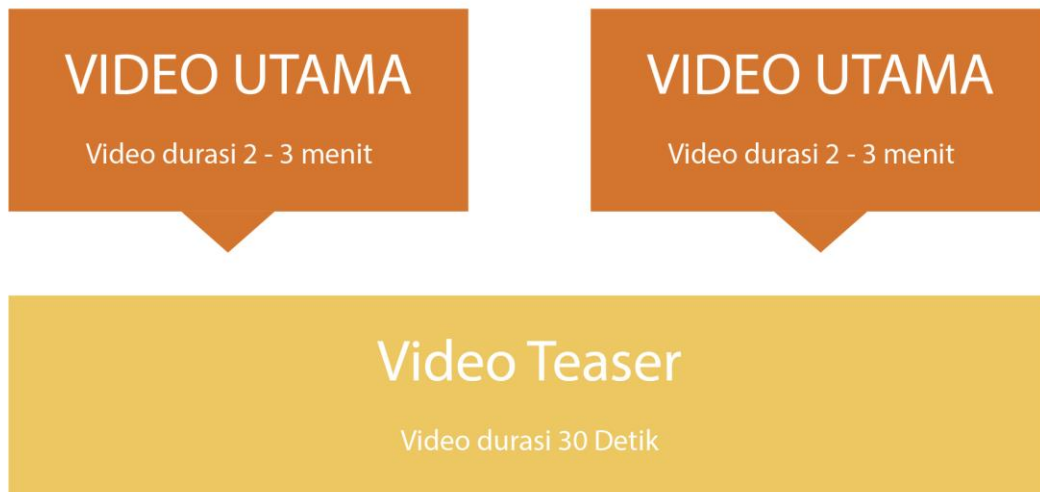 VIDEO UTAMA
Video durasi 2 - 3 menit
VIDEO UTAMA
Video durasi 2 - 3 menit
Video Teaser
Video durasi 30 Detik